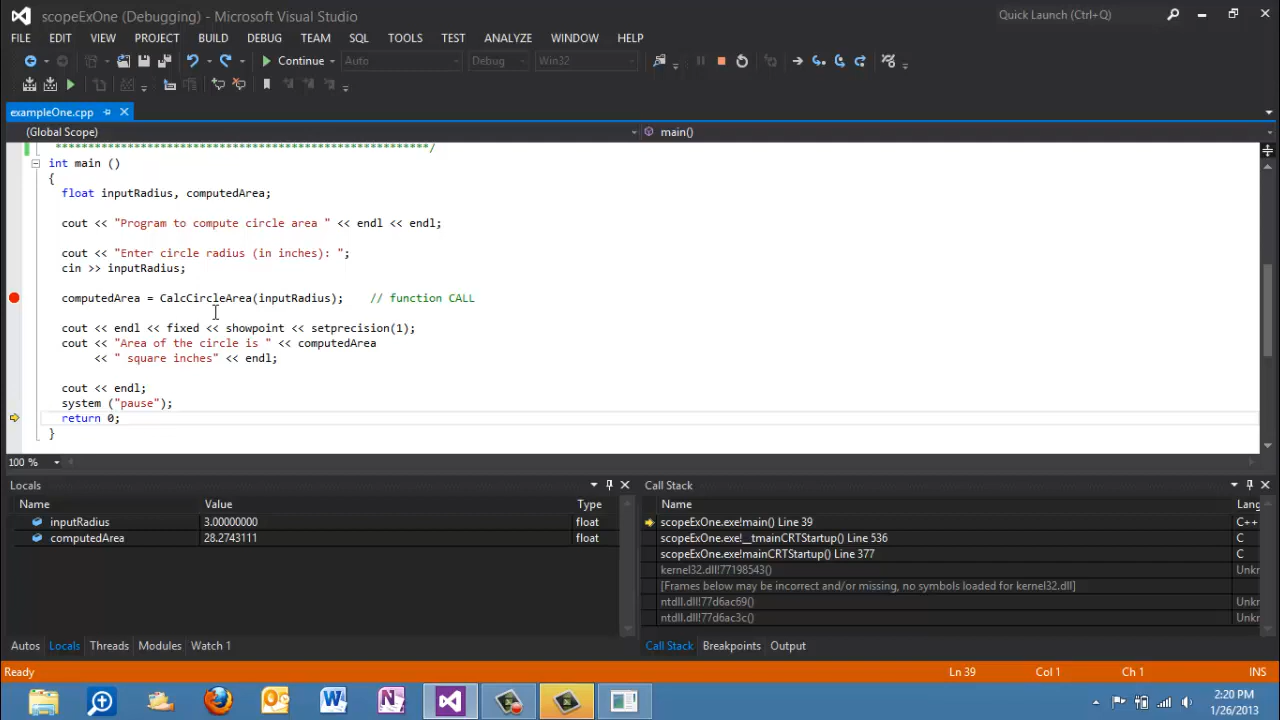 scopeExOne (Debugging) - Microsoft Visual Studio
Quick Launch (Ctrl+Q)
FILE EDIT VIEW PROJECT BUILD DEBUG TEAM SQL TOOLS TEST ANALYZE WINDOW HELP
Continue Auto Debug Win32
exampleOne.cpp
(Global Scope) main()
*********************************************************/
int main ()
{
float inputRadius, computedArea;
cout << "Program to compute circle area " << endl << endl;
cout << "Enter circle radius (in inches): ";
cin >> inputRadius;
computedArea = CalcCircleArea(inputRadius); // function CALL
cout << endl << fixed << showpoint << setprecision(1);
cout << "Area of the circle is " << computedArea
<< " square inches" << endl;
cout << endl;
system ("pause");
return 0;
}
100 %
Locals
Name Value Type
inputRadius 3.00000000 float
computedArea 28.2743111 float
Autos Locals Threads Modules Watch 1
Call Stack
Name Lang
scopeExOne.exe!main() Line 39 C++
scopeExOne.exe!__tmainCRTStartup() Line 536 C
scopeExOne.exe!mainCRTStartup() Line 377 C
kernel32.dll!77198543() Unkr
[Frames below may be incorrect and/or missing, no symbols loaded for kernel32.dll]
ntdll.dll!77d6ac69() Unkr
ntdll.dll!77d6ac3c() Unkr
Call Stack Breakpoints Output
Ready Ln 39 Col 1 Ch 1 INS
2:20 PM
1/26/2013